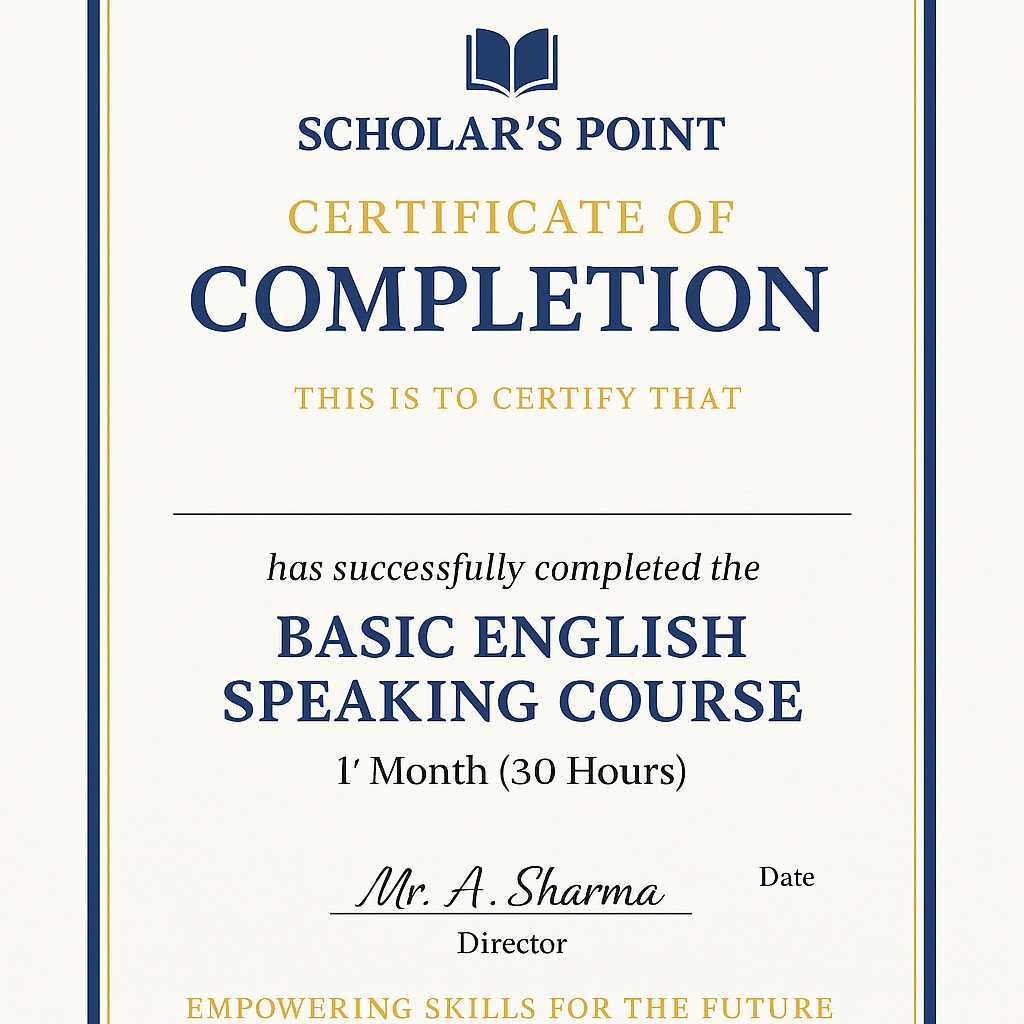 SCHOLAR’S POINT
CERTIFICATE OF
COMPLETION
THIS IS TO CERTIFY THAT
has successfully completed the
BASIC ENGLISH
SPEAKING COURSE
1′ Month (30 Hours)
Mr. A. Sharma
Date
Director
EMPOWERING SKILLS FOR THE FUTURE